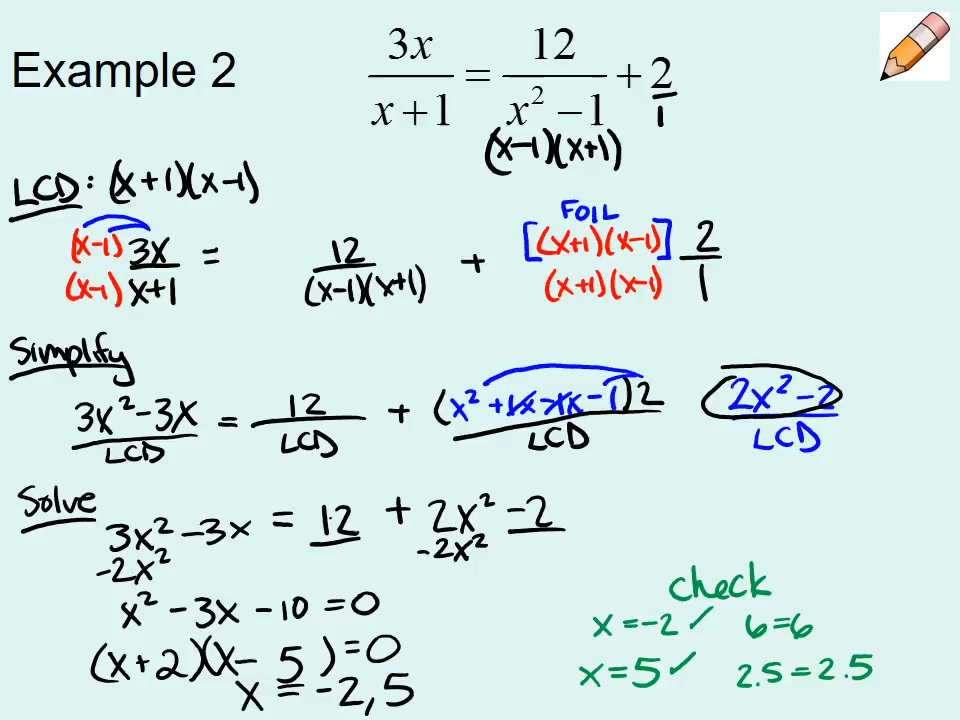 Example 2
3x/(x+1) = 12/(x²−1) + 2/1
(x−1)(x+1)
LCD: (x+1)(x−1)
FOIL
(x−1)/(x−1) 3x/(x+1) = 12/((x−1)(x+1)) + [(x+1)(x−1)]/((x+1)(x−1)) 2/1
Simplify
(3x²−3x)/LCD = 12/LCD + (x²+1x−1x−1)2/LCD (2x²−2)/LCD
Solve
3x²−3x = 12 + 2x²−2
−2x² −2x²
x²−3x−10=0
(x+2)(x−5)=0
x=−2,5
check
x=−2 ✓ 6=6
x=5 ✓ 2.5=2.5